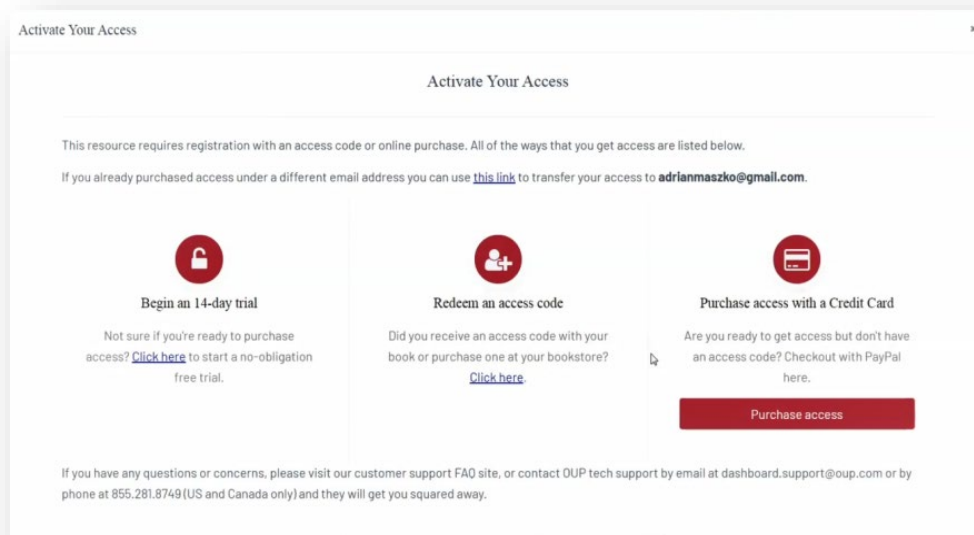 Activate Your Access
Activate Your Access
This resource requires registration with an access code or online purchase. All of the ways that you get access are listed below.
If you already purchased access under a different email address you can use this link to transfer your access to adrianmaszko@gmail.com.
Begin an 14-day trial
Not sure if you're ready to purchase
access? Click here to start a no-obligation
free trial.
Redeem an access code
Did you receive an access code with your
book or purchase one at your bookstore?
Click here.
Purchase access with a Credit Card
Are you ready to get access but don't have
an access code? Checkout with PayPal
here.
Purchase access
If you have any questions or concerns, please visit our customer support FAQ site, or contact OUP tech support by email at dashboard.support@oup.com or by
phone at 855.281.8749 (US and Canada only) and they will get you squared away.